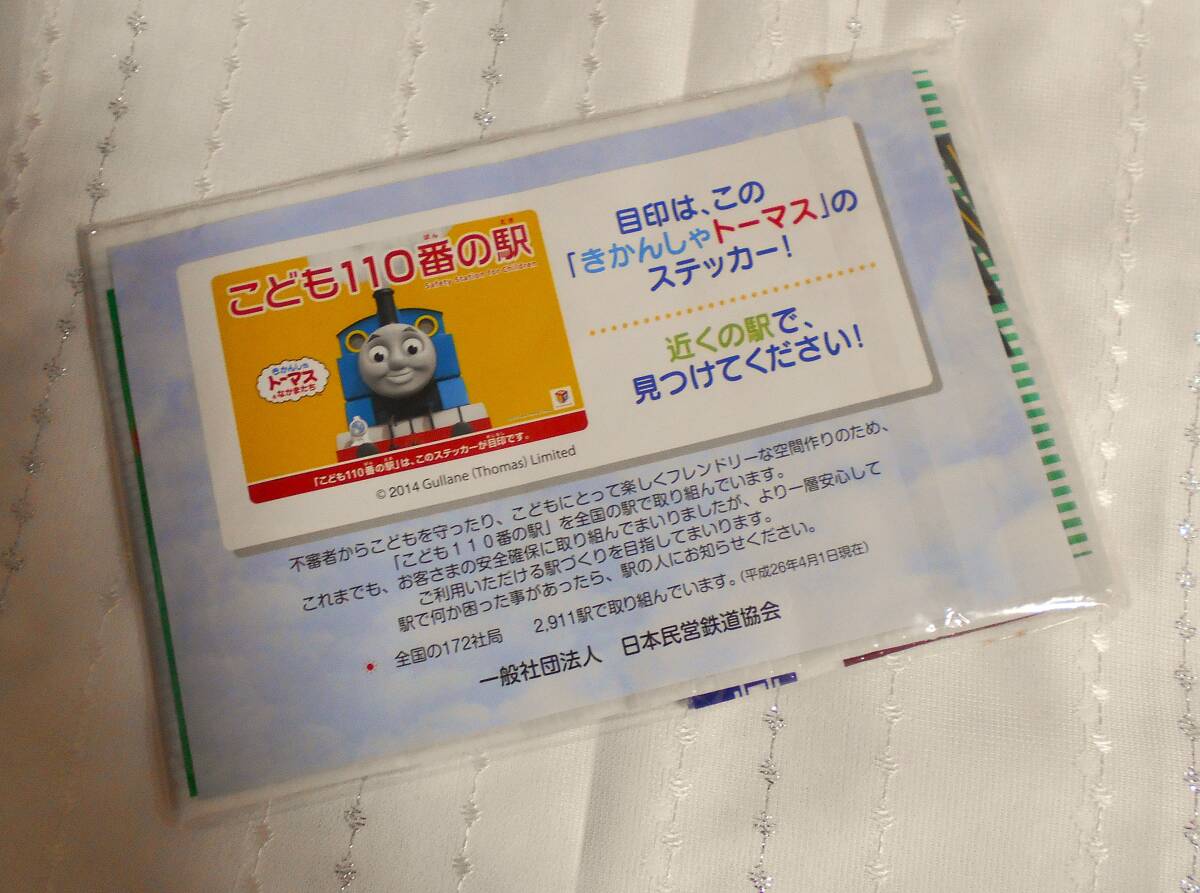 こども110番の駅
ばん
えき
Safety Station for Children
きかんしゃ
トーマス
なかまたち
「こども110番の駅」は、このステッカーが目印です。
© 2014 Gullane (Thomas) Limited
目印は、この
「きかんしゃトーマス」の
ステッカー!
近くの駅で、
見つけてください!
不審者からこどもを守ったり、こどもにとって楽しくフレンドリーな空間作りのため、
「こども110番の駅」を全国の駅で取り組んでいます。
これまでも、お客さまの安全確保に取り組んでまいりましたが、より一層安心して
ご利用いただける駅づくりを目指してまいります。
駅で何か困った事があったら、駅の人にお知らせください。
全国の172社局 2,911駅で取り組んでいます。(平成26年4月1日現在)
一般社団法人 日本民営鉄道協会